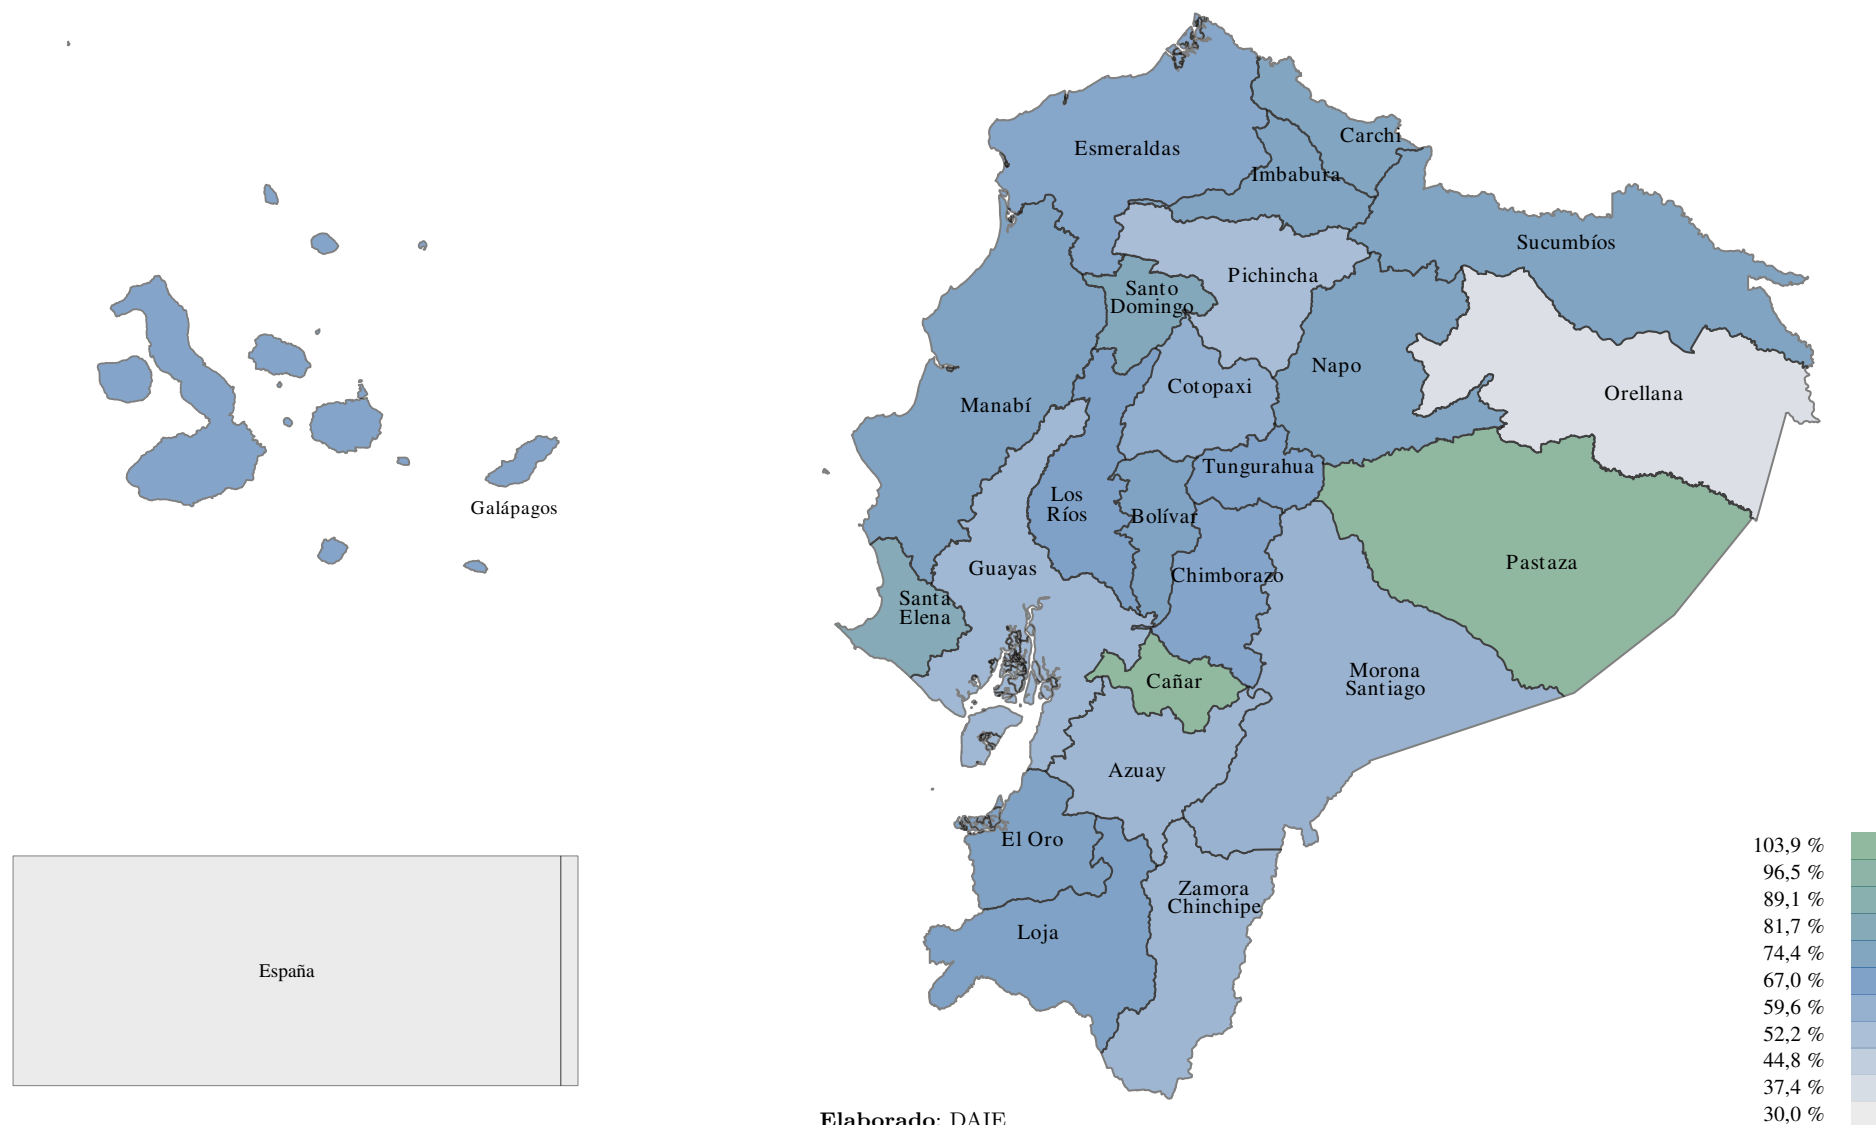 Esmeraldas
Carchi
Imbabura
Sucumbíos
Pichincha
Santo
Domingo
Napo
Cotopaxi
Orellana
Manabí
Tungurahua
Los
Ríos
Bolívar
Galápagos
Pastaza
Guayas
Chimborazo
Santa
Elena
Morona
Santiago
Cañar
Azuay
El Oro
Zamora
Chinchipe
Loja
España
103,9 %
96,5 %
89,1 %
81,7 %
74,4 %
67,0 %
59,6 %
52,2 %
44,8 %
37,4 %
30,0 %
Elaborado: DAIE